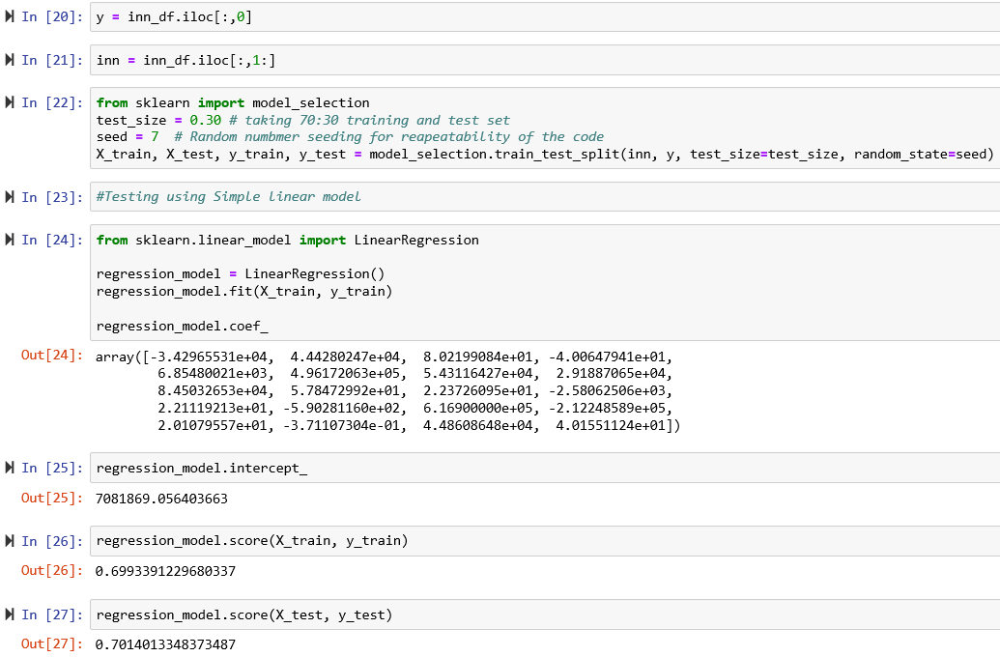 In [20]: y = inn_df.iloc[:,0]
In [21]: inn = inn_df.iloc[:,1:]
In [22]: from sklearn import model_selection
test_size = 0.30 # taking 70:30 training and test set
seed = 7  # Random numbmer seeding for reapeatability of the code
X_train, X_test, y_train, y_test = model_selection.train_test_split(inn, y, test_size=test_size, random_state=seed)
In [23]: #Testing using Simple linear model
In [24]: from sklearn.linear_model import LinearRegression
regression_model = LinearRegression()
regression_model.fit(X_train, y_train)
regression_model.coef_
Out[24]: array([-3.42965531e+04,  4.44280247e+04,  8.02199084e+01, -4.00647941e+01,
6.85480021e+03,  4.96172063e+05,  5.43116427e+04,  2.91887065e+04,
8.45032653e+04,  5.78472992e+01,  2.23726095e+01, -2.58062506e+03,
2.21119213e+01, -5.90281160e+02,  6.16900000e+05, -2.12248589e+05,
2.01079557e+01, -3.71107304e-01,  4.48608648e+04,  4.01551124e+01])
In [25]: regression_model.intercept_
Out[25]: 7081869.056403663
In [26]: regression_model.score(X_train, y_train)
Out[26]: 0.6993391229680337
In [27]: regression_model.score(X_test, y_test)
Out[27]: 0.7014013348373487